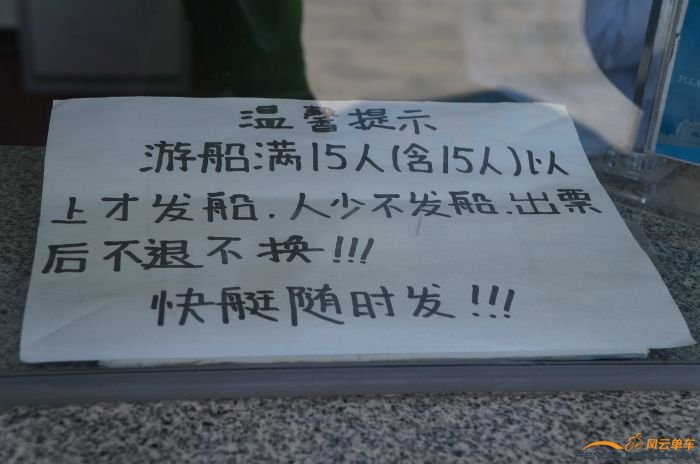 温馨提示
游船满15人(含15人)以
上才发船.人少不发船.出票
后不退不换!!!
快艇随时发!!!
PLEA
风云单车